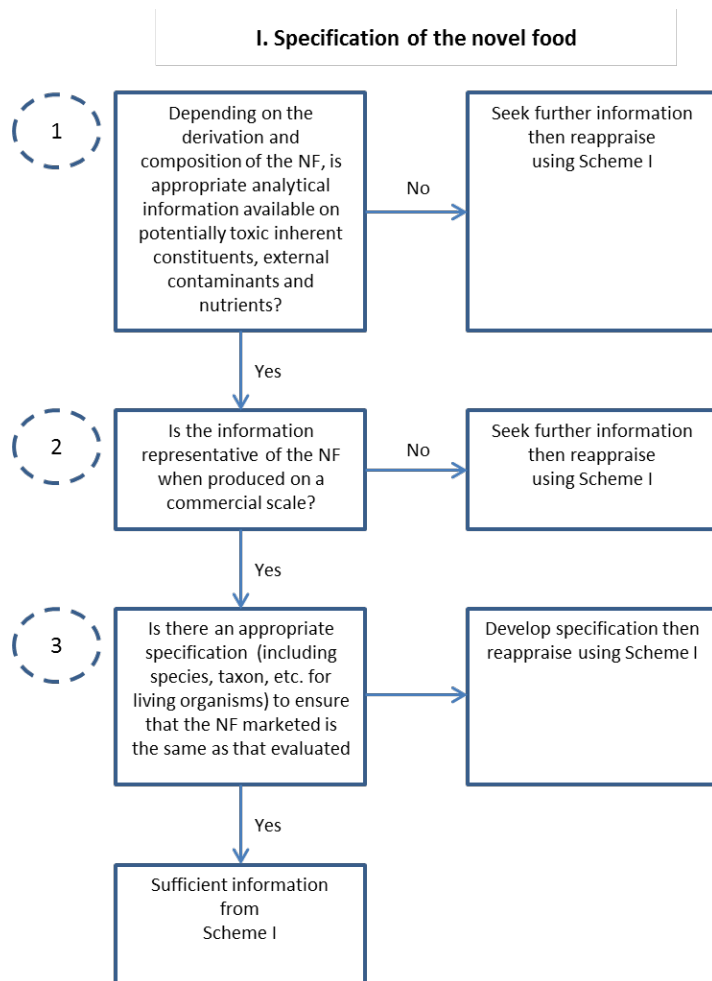 I. Specification of the novel food
1
Depending on the
derivation and
composition of the NF, is
appropriate analytical
information available on
potentially toxic inherent
constituents, external
contaminants and
nutrients?
No
Seek further information
then reappraise
using Scheme I
Yes
2
Is the information
representative of the NF
when produced on a
commercial scale?
No
Seek further information
then reappraise
using Scheme I
Yes
3
Is there an appropriate
specification (including
species, taxon, etc. for
living organisms) to ensure
that the NF marketed is
the same as that evaluated
Develop specification then
reappraise using Scheme I
Yes
Sufficient information
from
Scheme I